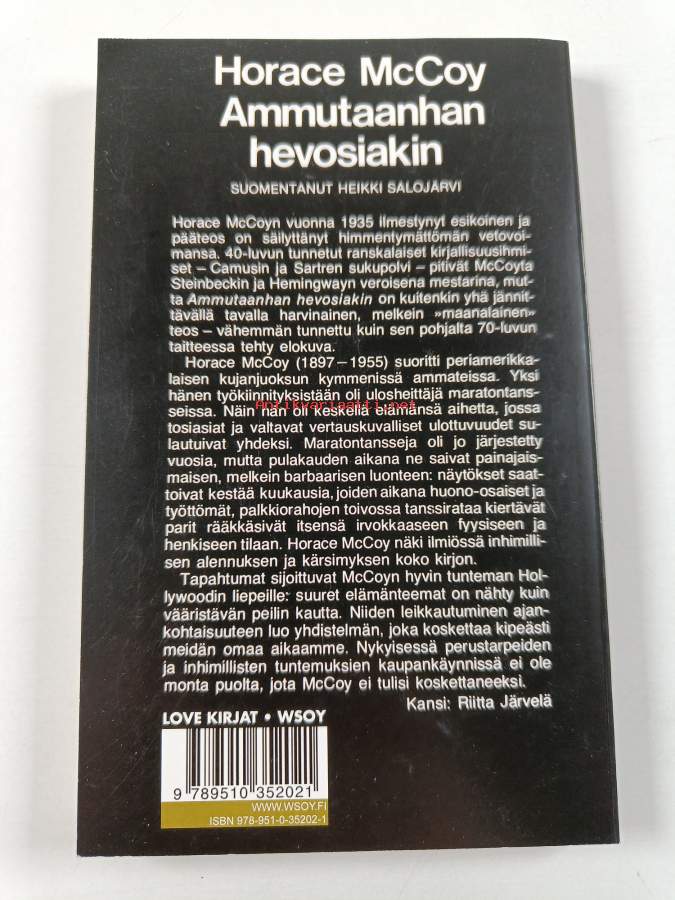 Horace McCoy
Ammutaanhan
hevosiakin
SUOMENTANUT HEIKKI SALOJÄRVI
Horace McCoyn vuonna 1935 ilmestynyt esikoinen ja
pääteos on säilyttänyt himmentymättömän vetovoi-
mansa. 40-luvun tunnetut ranskalaiset kirjallisuusihmi-
set – Camusin ja Sartren sukupolvi – pitivät McCoyta
Steinbeckin ja Hemingwayn veroisena mestarina, mut-
ta Ammutaanhan hevosiakin on kuitenkin yhä jännit-
tävällä tavalla harvinainen, melkein »maanalainen»
teos – vähemmän tunnettu kuin sen pohjalta 70-luvun
taitteessa tehty elokuva.
Horace McCoy (1897–1955) suoritti periamerikka-
laisen kujanjuoksun kymmenissä ammateissa. Yksi
hänen työkiinnityksistään oli ulosheittäjä maratontans-
seissa. Näin hän oli keskellä elämänsä aihetta, jossa
Antikvariaatti.net
tosiasiat ja valtavat vertauskuvalliset ulottuvuudet su-
lautuivat yhdeksi. Maratontansseja oli jo järjestetty
vuosia, mutta pulakauden aikana ne saivat painajais-
maisen, melkein barbaarisen luonteen: näytökset saat-
toivat kestää kuukausia, joiden aikana huono-osaiset ja
työttömät, palkkiorahojen toivossa tanssirataa kiertävät
parit rääkkäsivät itsensä irvokkaaseen fyysiseen ja
henkiseen tilaan. Horace McCoy näki ilmiössä inhimilli-
sen alennuksen ja kärsimyksen koko kirjon.
Tapahtumat sijoittuvat McCoyn hyvin tunteman Hol-
lywoodin liepeille: suuret elämänteemat on nähty kuin
vääristävän peilin kautta. Niiden leikkautuminen ajan-
kohtaisuuteen luo yhdistelmän, joka koskettaa kipeästi
meidän omaa aikaamme. Nykyisessä perustarpeiden
ja inhimillisten tuntemuksien kaupankäynnissä ei ole
monta puolta, jota McCoy ei tulisi koskettaneeksi.
Kansi: Riitta Järvelä
LOVE KIRJAT • WSOY
9 789510 352021
WWW.WSOY.FI
ISBN 978-951-0-35202-1